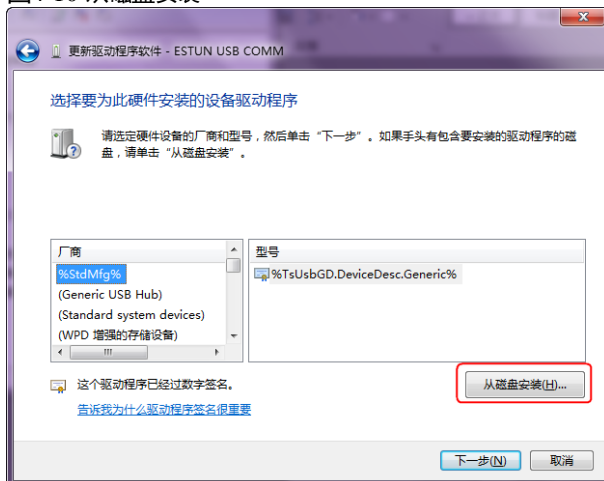 更新驱动程序软件 - ESTUN USB COMM
选择要为此硬件安装的设备驱动程序
请选定硬件设备的厂商和型号，然后单击“下一步”。如果手头有包含要安装的驱动程序的磁
盘，请单击“从磁盘安装”。
厂商
型号
%StdMfg%
%TsUsbGD.DeviceDesc.Generic%
(Generic USB Hub)
(Standard system devices)
(WPD 增强的存储设备)
这个驱动程序已经过数字签名。
从磁盘安装(H)...
告诉我为什么驱动程序签名很重要
下一步(N)
取消